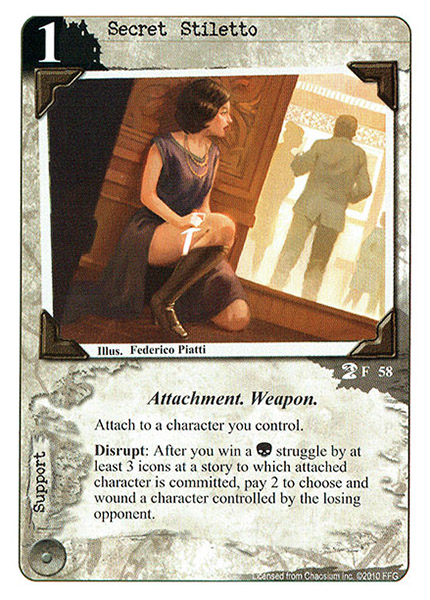 Secret Stiletto
1
Illus. Federico Piatti
F 58
Attachment. Weapon.
Attach to a character you control.
Disrupt: After you win a struggle by at
least 3 icons at a story to which attached
character is committed, pay 2 to choose and
wound a character controlled by the losing
opponent.
Support
Licensed from Chaosium Inc. ©2010 FFG